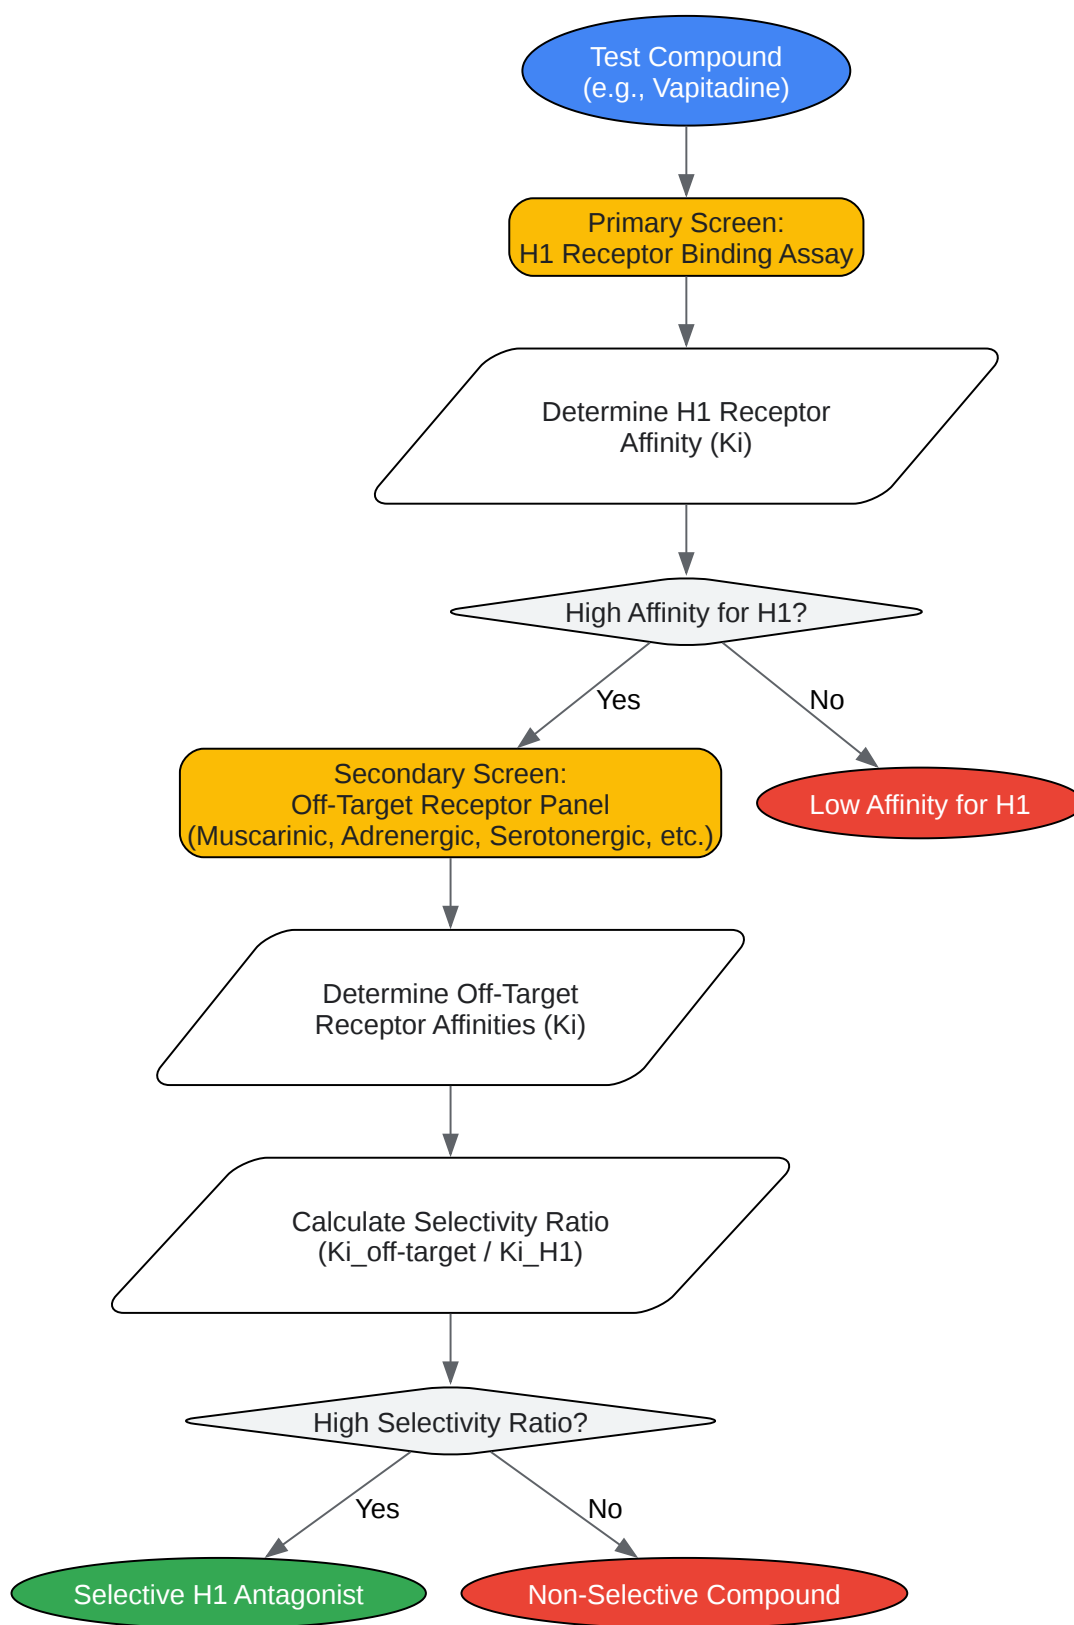 Test Compound
(e.g., Vapitadine)
Primary Screen:
H1 Receptor Binding Assay
Determine H1 Receptor
Affinity (Ki)
High Affinity for H1?
Yes
No
Secondary Screen:
Off-Target Receptor Panel
(Muscarinic, Adrenergic, Serotonergic, etc.)
Low Affinity for H1
Determine Off-Target
Receptor Affinities (Ki)
Calculate Selectivity Ratio
(Ki_off-target / Ki_H1)
High Selectivity Ratio?
Yes
No
Selective H1 Antagonist
Non-Selective Compound